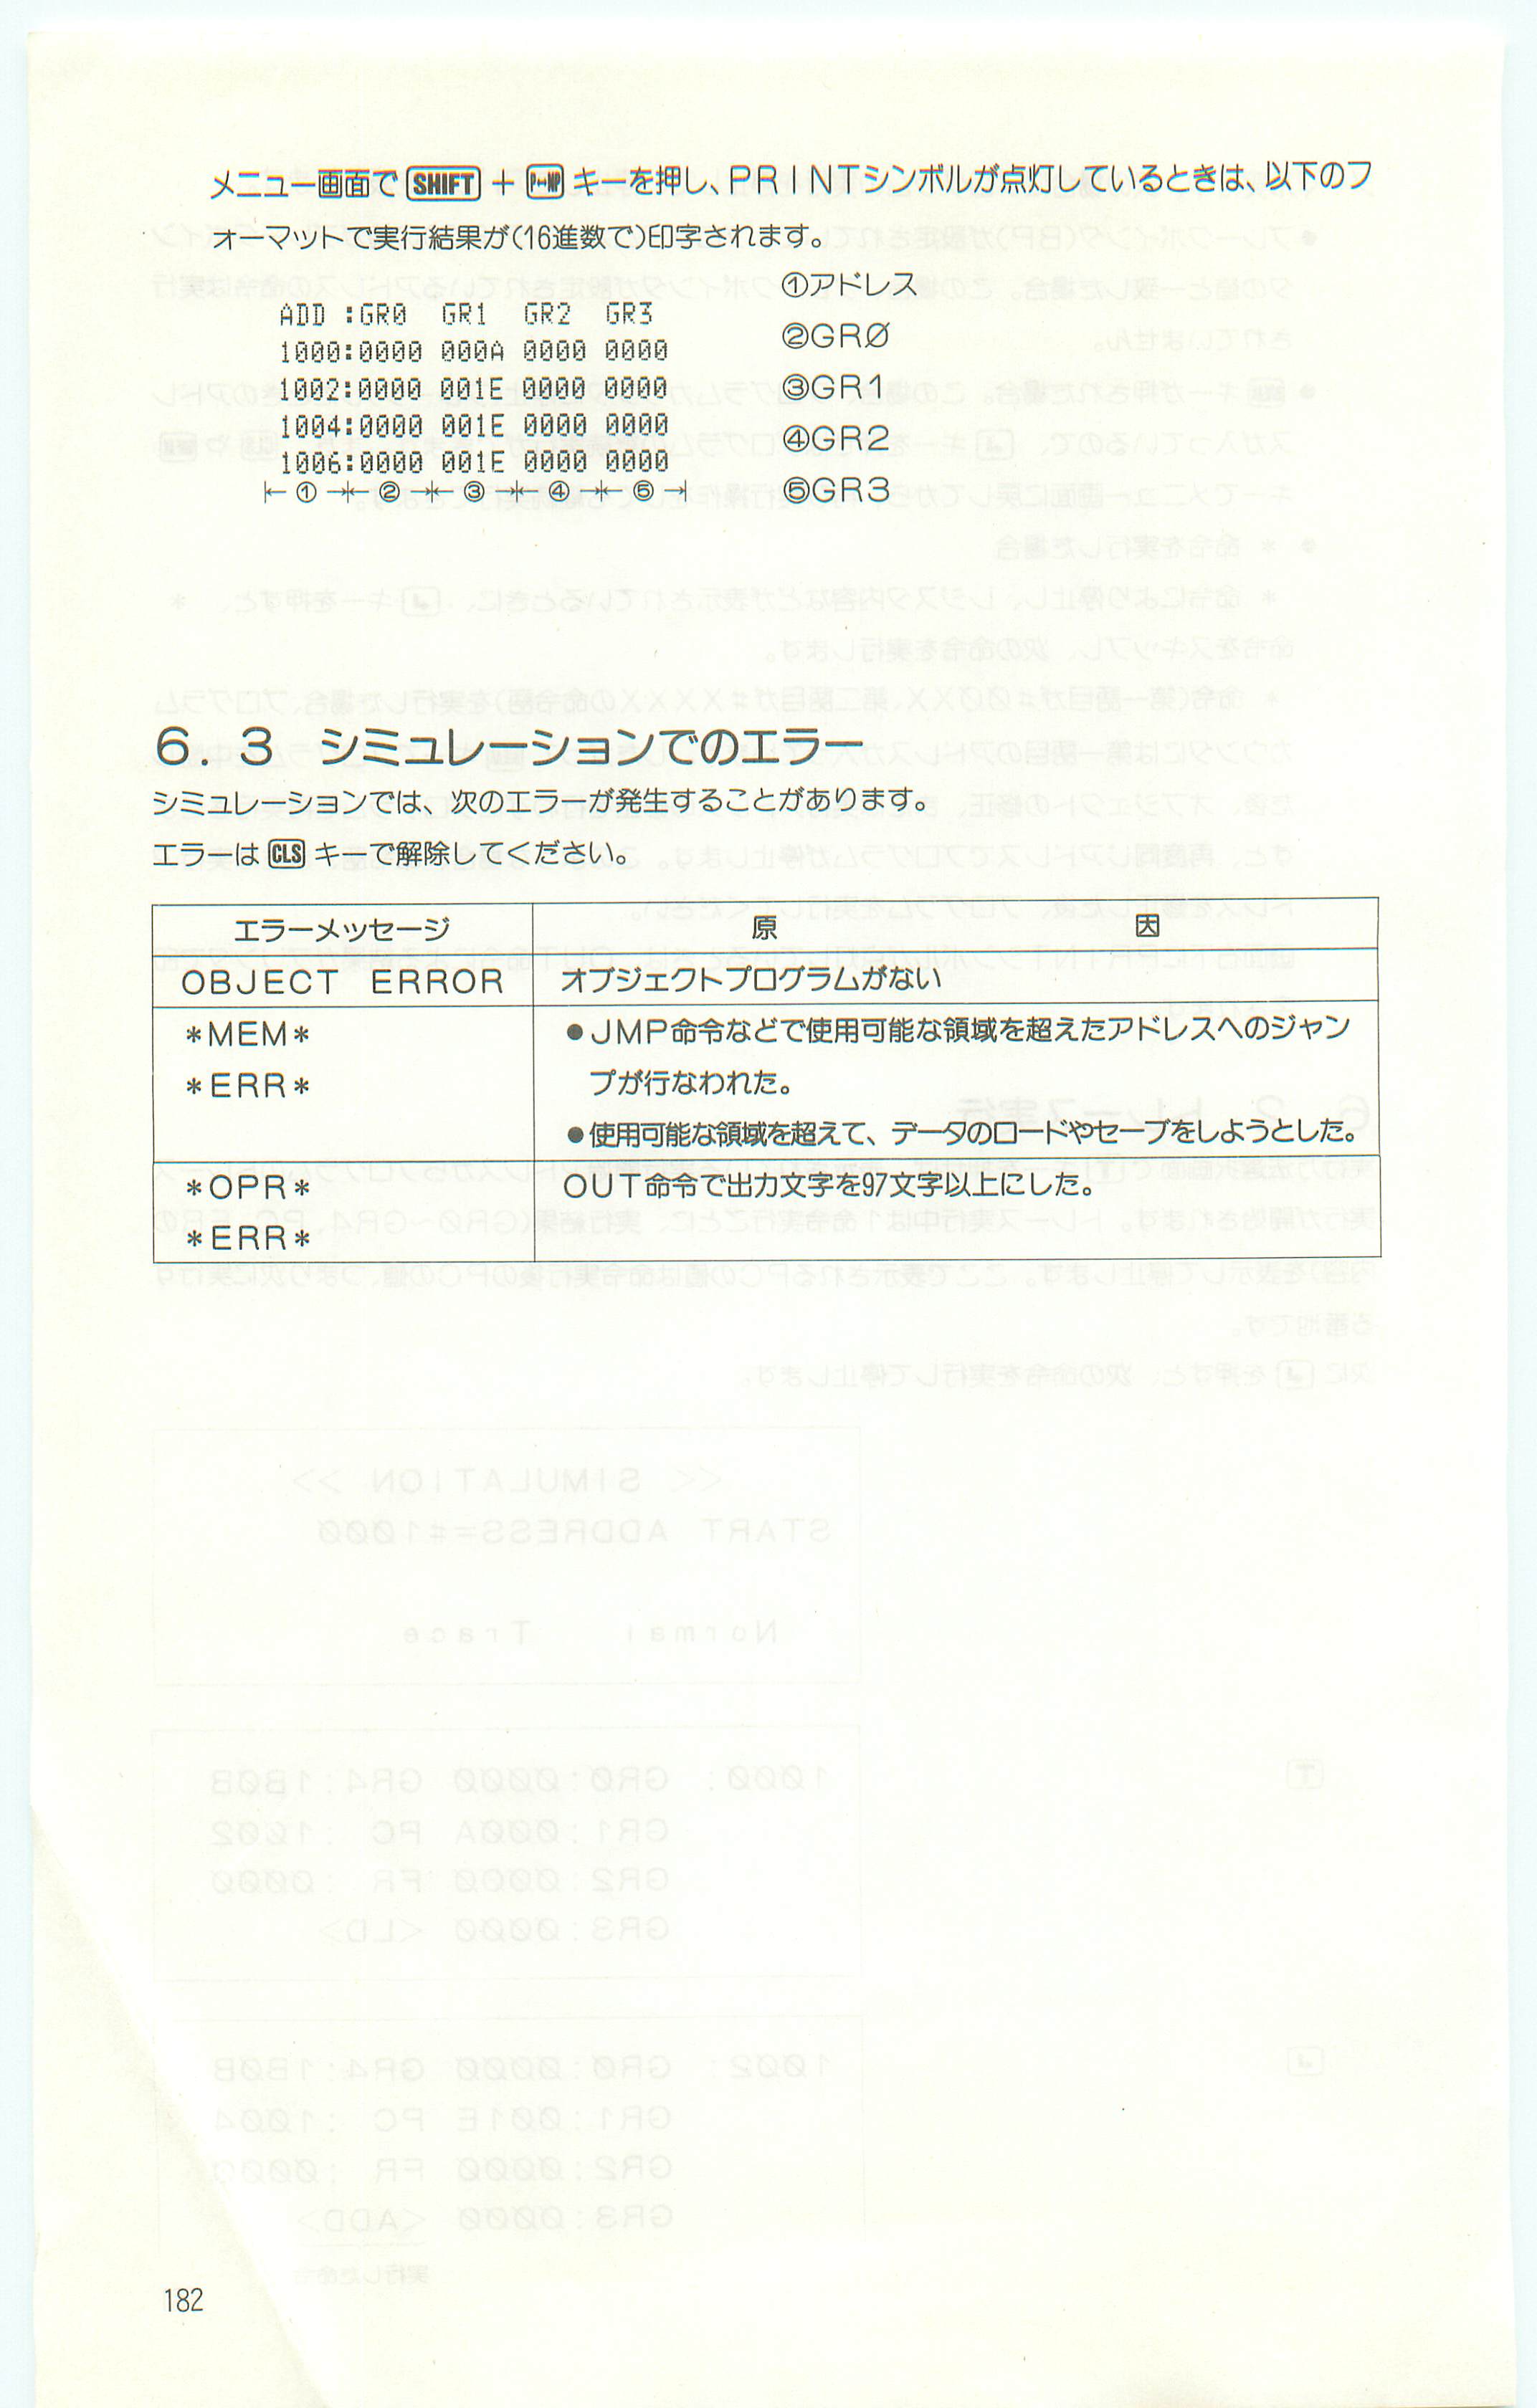 メニュー画面で SHIFT + P↔NP キーを押し、PRINTシンボルが点灯しているときは、以下のフ
ォーマットで実行結果が(16進数で)印字されます。
ADD :GR0 GR1 GR2 GR3
1000:0000 000A 0000 0000
1002:0000 001E 0000 0000
1004:0000 001E 0000 0000
1006:0000 001E 0000 0000
① ② ③ ④ ⑤
①アドレス
②GRØ
③GR1
④GR2
⑤GR3
6.3 シミュレーションでのエラー
シミュレーションでは、次のエラーが発生することがあります。
エラーは CLS キーで解除してください。
エラーメッセージ 原 因
OBJECT ERROR オブジェクトプログラムがない
*MEM* ●JMP命令などで使用可能な領域を超えたアドレスへのジャン
*ERR* プが行なわれた。
●使用可能な領域を超えて、データのロードやセーブをしようとした。
*OPR* OUT命令で出力文字を97文字以上にした。
*ERR*
182